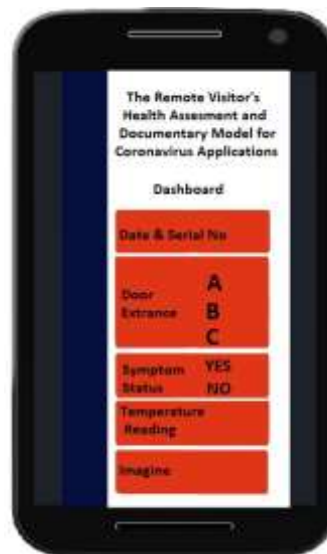 The Remote Visitor's
Health Assesment and
Documentary Model for
Coronavirus Applications
Dashboard
Date & Serial No
Door
Entrance
A
B
C
Symptom
Status
YES
NO
Temperature
Reading
Imagine